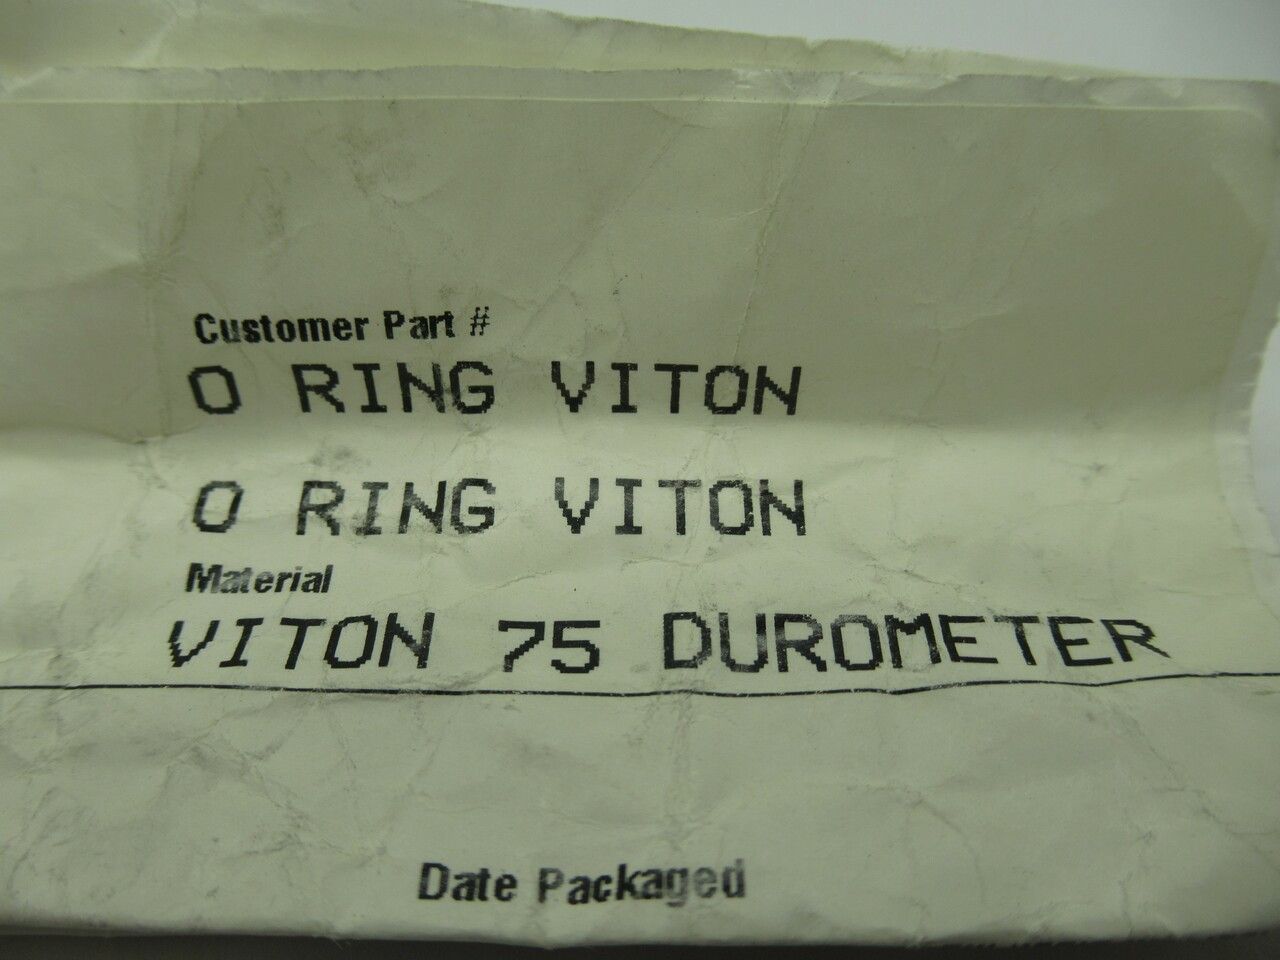 Customer Part #
O RING VITON
O RING VITON
Material
VITON 75 DUROMETER
Date Packaged